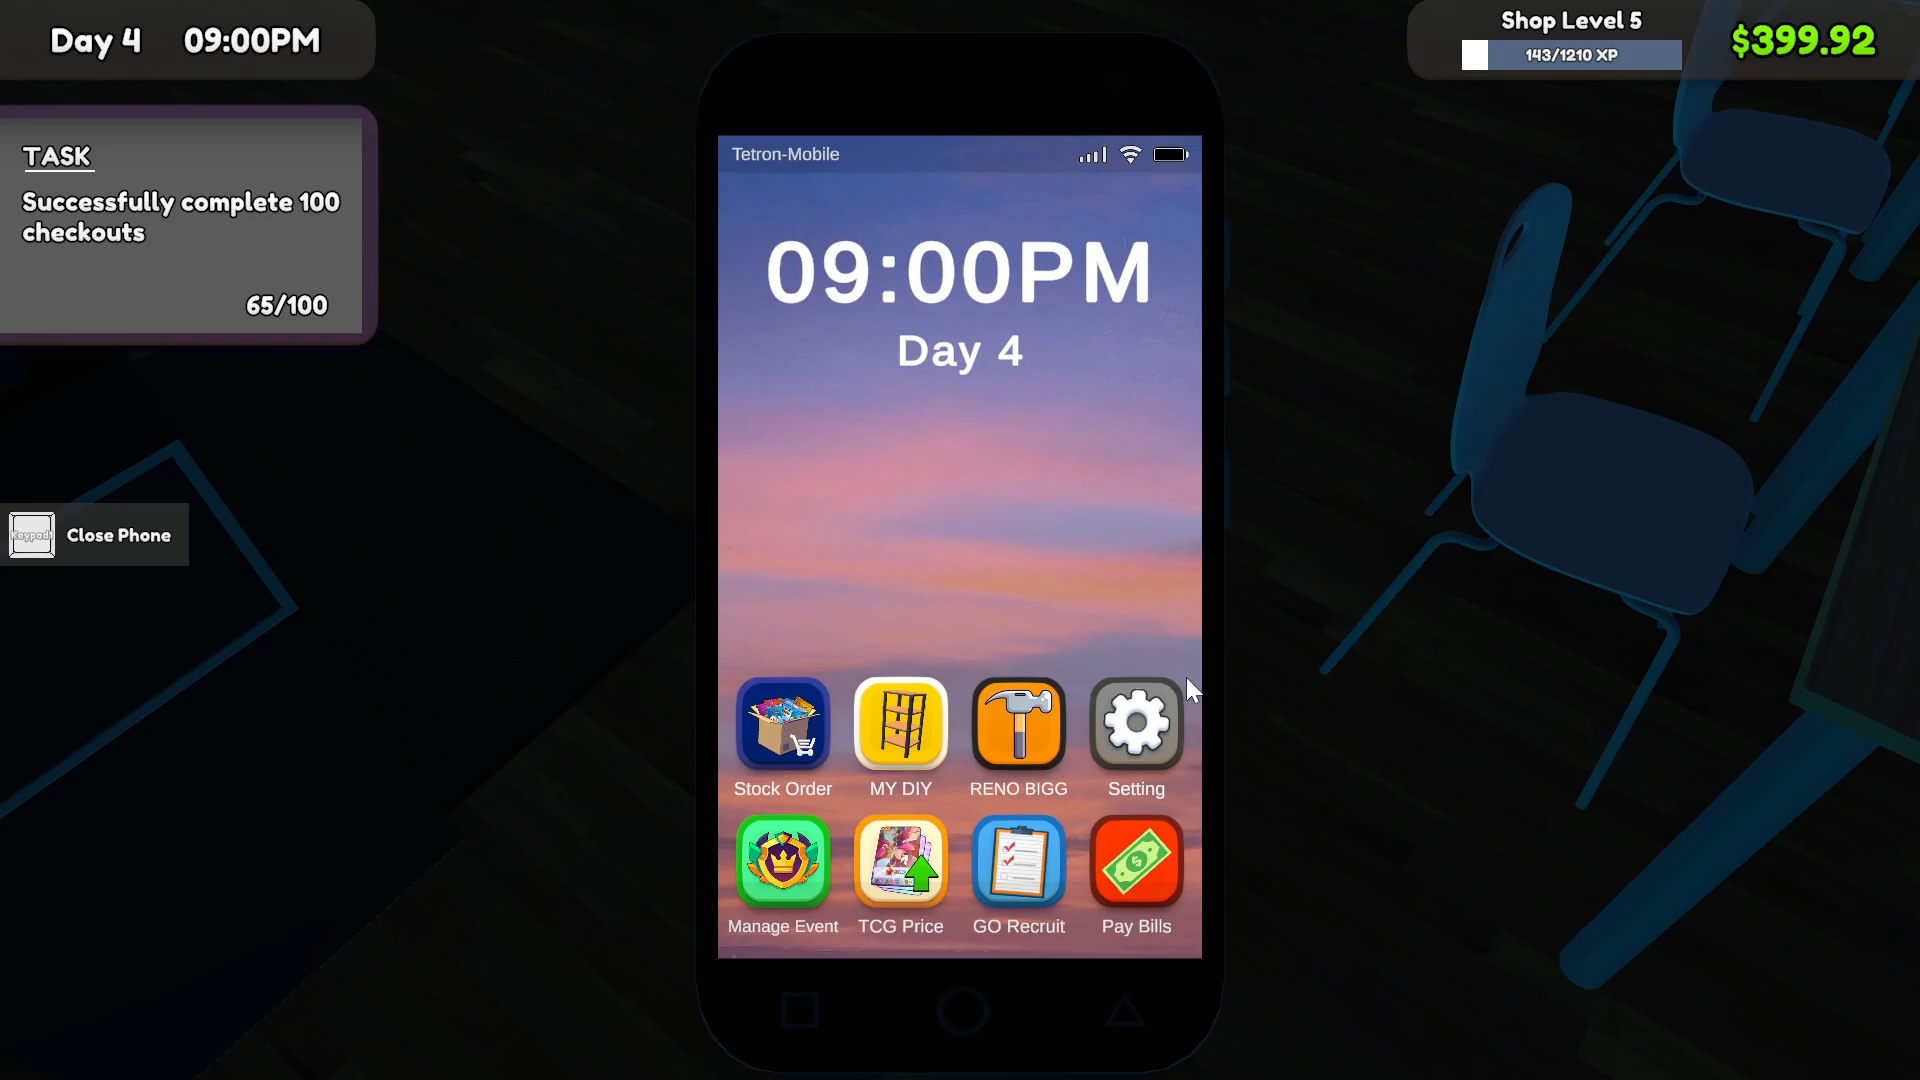 Day 4 09:00PM
Shop Level 5
143/1210 XP
$399.92
TASK
Successfully complete 100
checkouts
65/100
Keypad1
Close Phone
Tetron-Mobile
09:00PM
Day 4
Stock Order
MY DIY
RENO BIGG
Setting
Manage Event
TCG Price
GO Recruit
Pay Bills